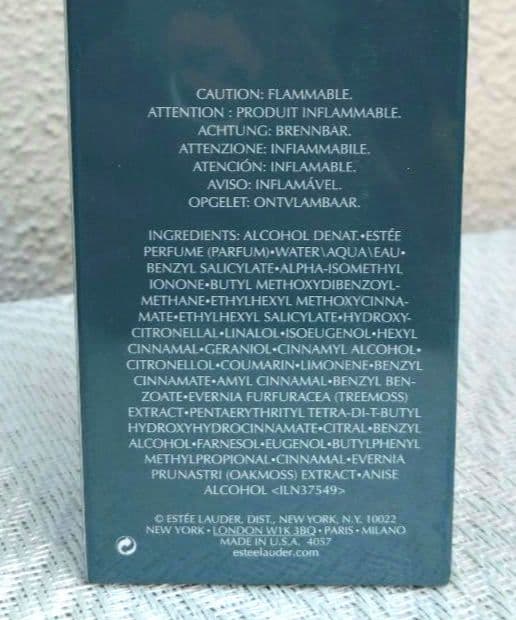 CAUTION: FLAMMABLE.
ATTENTION : PRODUIT INFLAMMABLE.
ACHTUNG: BRENNBAR.
ATTENZIONE: INFIAMMABILE.
ATENCIÓN: INFLAMABLE.
AVISO: INFLAMÁVEL.
OPGELET: ONTVLAMBAAR.
INGREDIENTS: ALCOHOL DENAT.•ESTÉE
PERFUME (PARFUM)•WATER\AQUA\EAU•
BENZYL SALICYLATE•ALPHA-ISOMETHYL
IONONE•BUTYL METHOXYDIBENZOYL-
METHANE•ETHYLHEXYL METHOXYCINNA-
MATE•ETHYLHEXYL SALICYLATE•HYDROXY-
CITRONELLAL•LINALOL•ISOEUGENOL•HEXYL
CINNAMAL•GERANIOL•CINNAMYL ALCOHOL•
CITRONELLOL•COUMARIN•LIMONENE•BENZYL
CINNAMATE•AMYL CINNAMAL•BENZYL BEN-
ZOATE•EVERNIA FURFURACEA (TREEMOSS)
EXTRACT•PENTAERYTHRITYL TETRA-DI-T-BUTYL
HYDROXYHYDROCINNAMATE•CITRAL•BENZYL
ALCOHOL•FARNESOL•EUGENOL•BUTYLPHENYL
METHYLPROPIONAL•CINNAMAL•EVERNIA
PRUNASTRI (OAKMOSS) EXTRACT•ANISE
ALCOHOL <ILN37549>
© ESTÉE LAUDER, DIST., NEW YORK, N.Y. 10022
NEW YORK • LONDON W1K 3BQ • PARIS • MILANO
MADE IN U.S.A. 4057
esteelauder.com